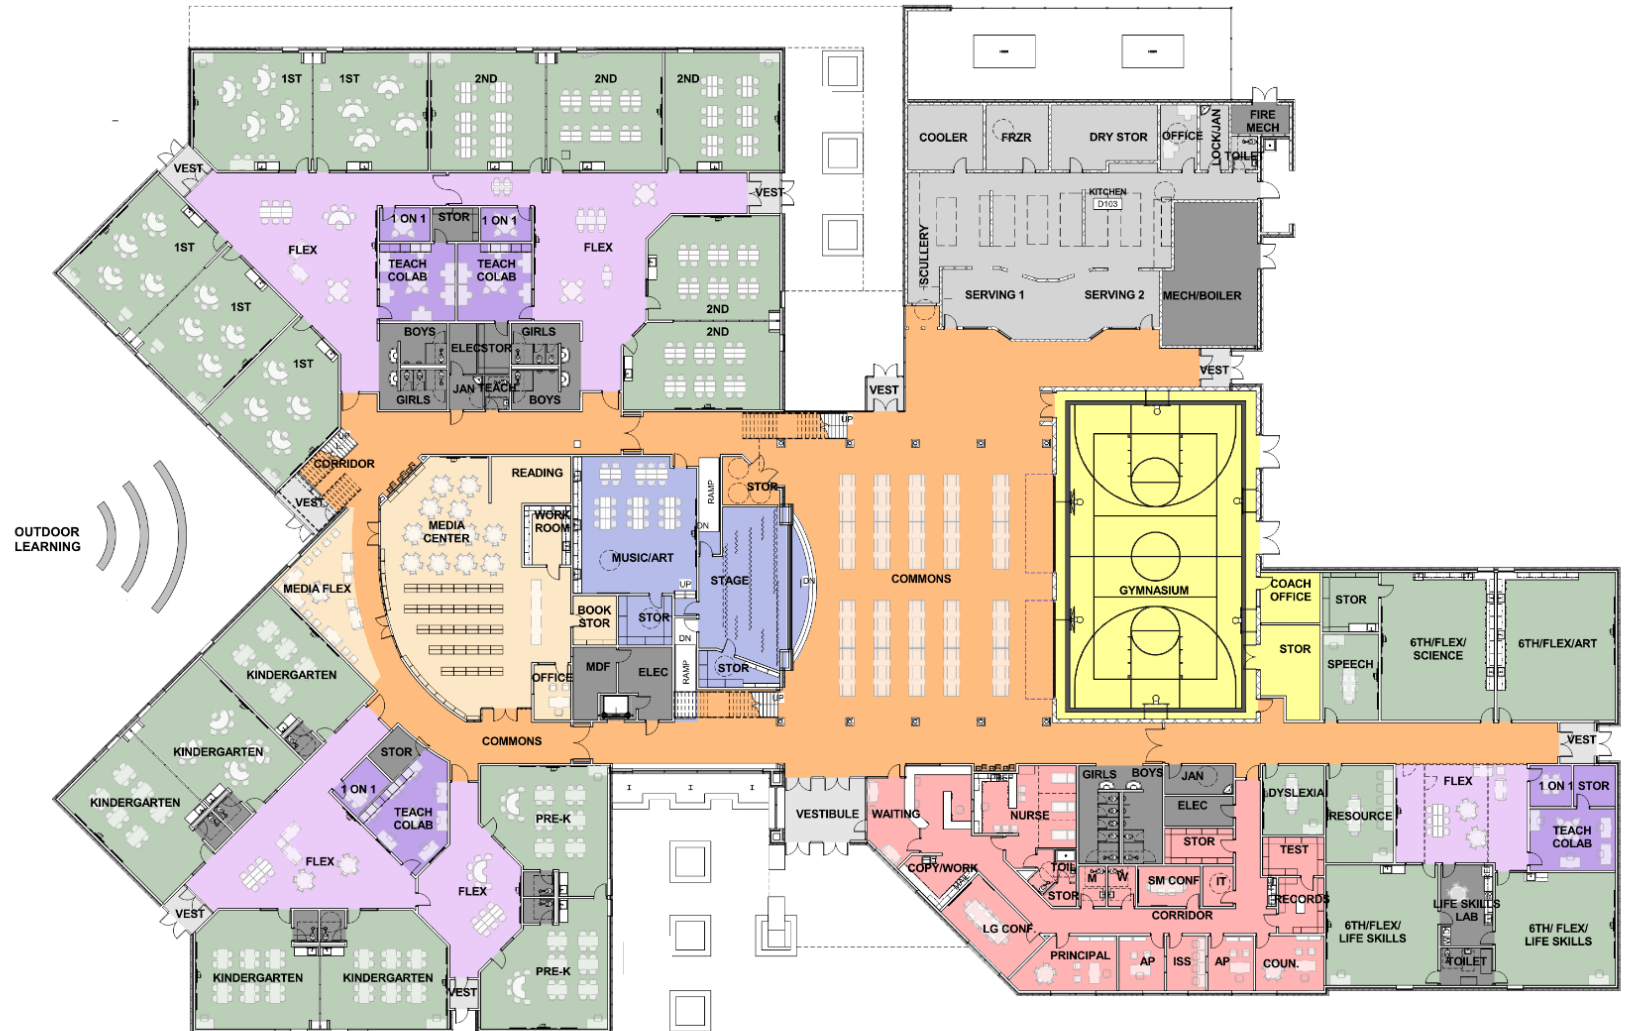 1ST
1ST
2ND
2ND
2ND
COOLER
FRZR
DRY STOR
OFFICE
LOCK/JAN
FIRE
MECH
TOILET
VEST
VEST
1 ON 1
STOR
1 ON 1
KITCHEN
D103
1ST
FLEX
FLEX
TEACH
COLAB
TEACH
COLAB
SCULLERY
SERVING 1
SERVING 2
MECH/BOILER
1ST
2ND
2ND
BOYS
ELEC
STOR
GIRLS
1ST
JAN
TEACH
GIRLS
BOYS
VEST
VEST
UP
UP
CORRIDOR
VEST
READING
RAMP
STOR
MEDIA
CENTER
WORK
ROOM
DN
MUSIC/ART
STAGE
DN
UP
COMMONS
GYMNASIUM
OUTDOOR
LEARNING
MEDIA FLEX
BOOK
STOR
STOR
DN
COACH
OFFICE
STOR
6TH/FLEX/
SCIENCE
6TH/FLEX/ART
STOR
SPEECH
KINDERGARTEN
OFFICE
MDF
ELEC
RAMP
STOR
UP
KINDERGARTEN
STOR
COMMONS
VEST
KINDERGARTEN
1 ON 1
TEACH
COLAB
PRE-K
VESTIBULE
WAITING
NURSE
GIRLS
BOYS
JAN
ELEC
STOR
DYSLEXIA
RESOURCE
FLEX
1 ON 1
STOR
TEACH
COLAB
TEST
FLEX
FLEX
COPY/WORK
STOR
M
W
SM CONF
IT
RECORDS
CORRIDOR
LIFE SKILLS
LAB
VEST
LG CONF.
6TH/FLEX/
LIFE SKILLS
6TH/ FLEX/
LIFE SKILLS
PRINCIPAL
AP
ISS
AP
COUN.
TOILET
KINDERGARTEN
KINDERGARTEN
PRE-K
VEST